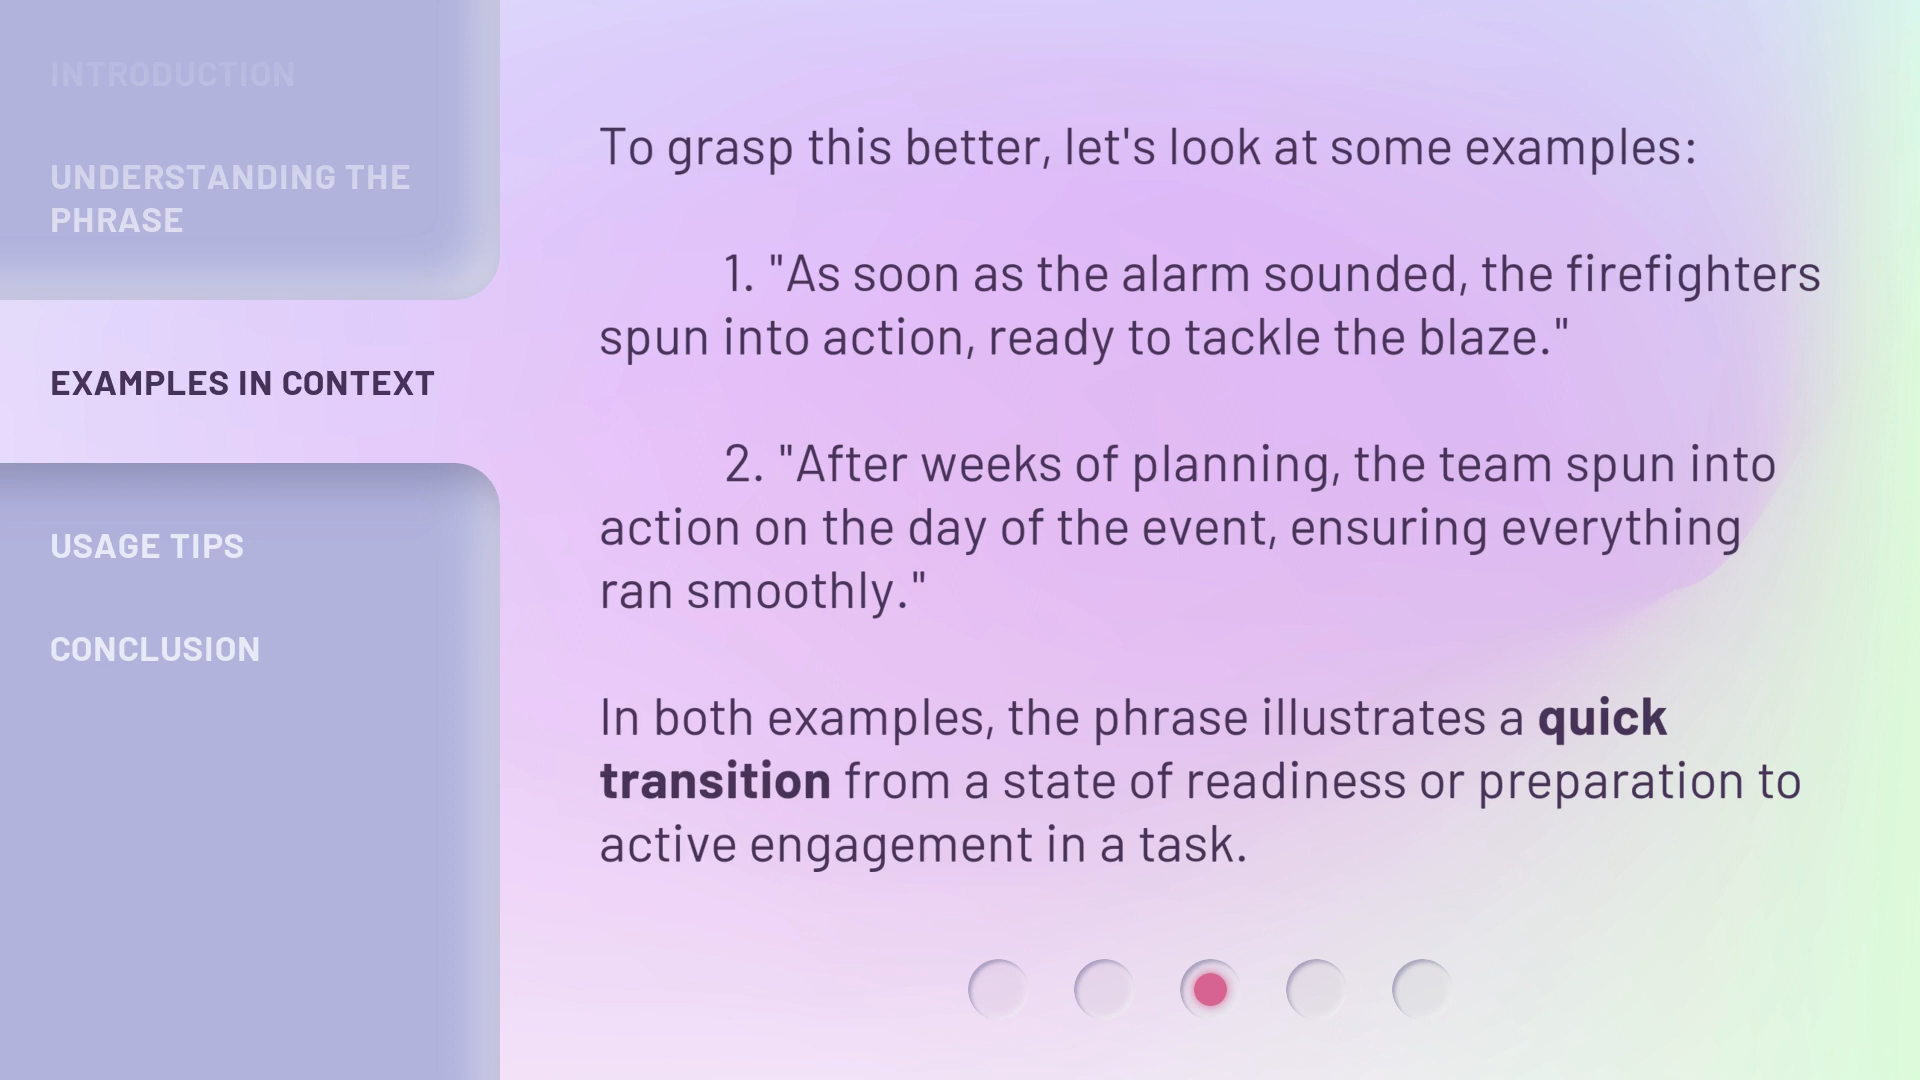 INTRODUCTION
UNDERSTANDING THE
PHRASE
EXAMPLES IN CONTEXT
USAGE TIPS
CONCLUSION
To grasp this better, let's look at some examples:
1. "As soon as the alarm sounded, the firefighters
spun into action, ready to tackle the blaze."
2. "After weeks of planning, the team spun into
action on the day of the event, ensuring everything
ran smoothly."
In both examples, the phrase illustrates a quick
transition from a state of readiness or preparation to
active engagement in a task.